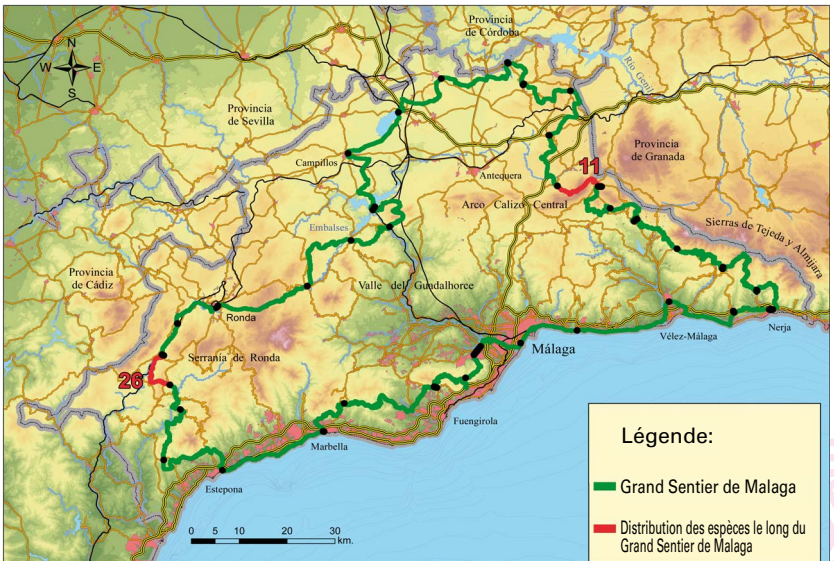 Provincia
de Córdoba
N
W E
S
Río Genil
Provincia
de Sevilla
Provincia
de Granada
Campillos
11
Antequera
Arco Calizo Central
Sierras de Tejeda y Almijara
Embalses
Provincia
de Cádiz
Valle del Guadalhorce
Ronda
Nerja
Vélez-Málaga
Málaga
Serranía de Ronda
26
Fuengirola
Marbella
Estepona
Légende:
Grand Sentier de Malaga
Distribution des espèces le long du
Grand Sentier de Malaga
0 5 10 20 30
km.